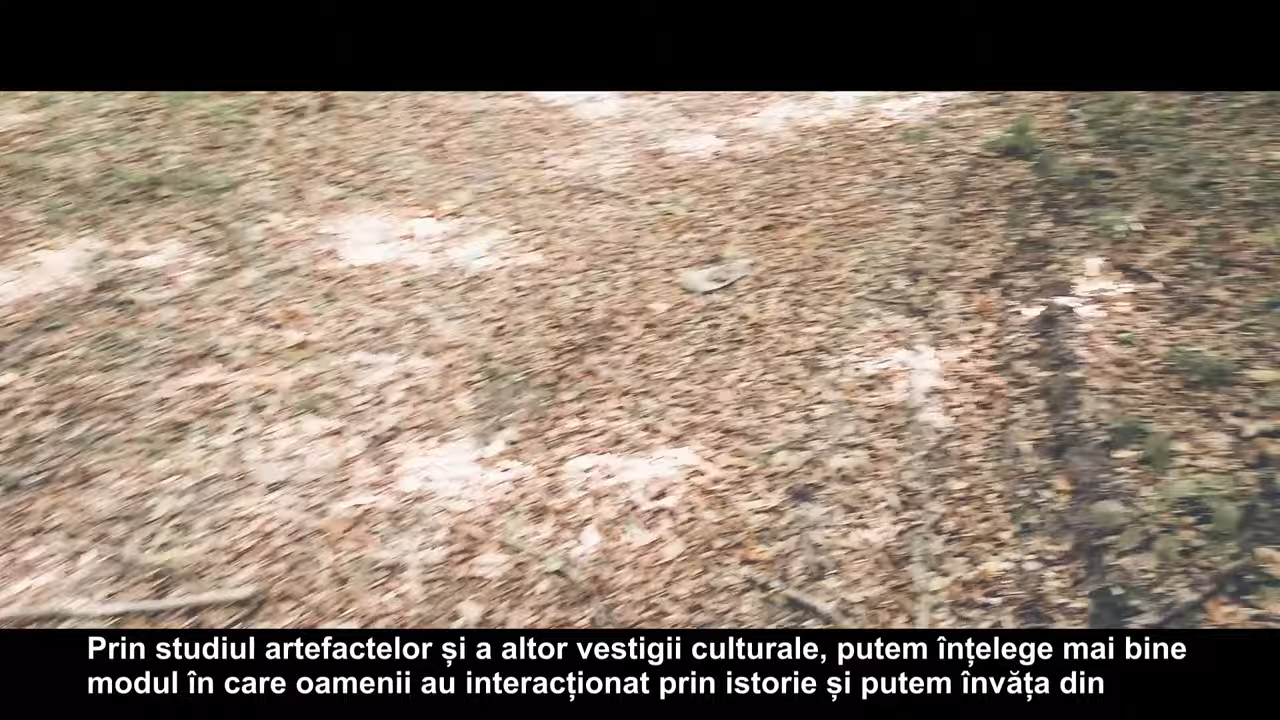 Prin studiul artefactelor și a altor vestigii culturale, putem înțelege mai bine
modul în care oamenii au interacționat prin istorie și putem învăța din